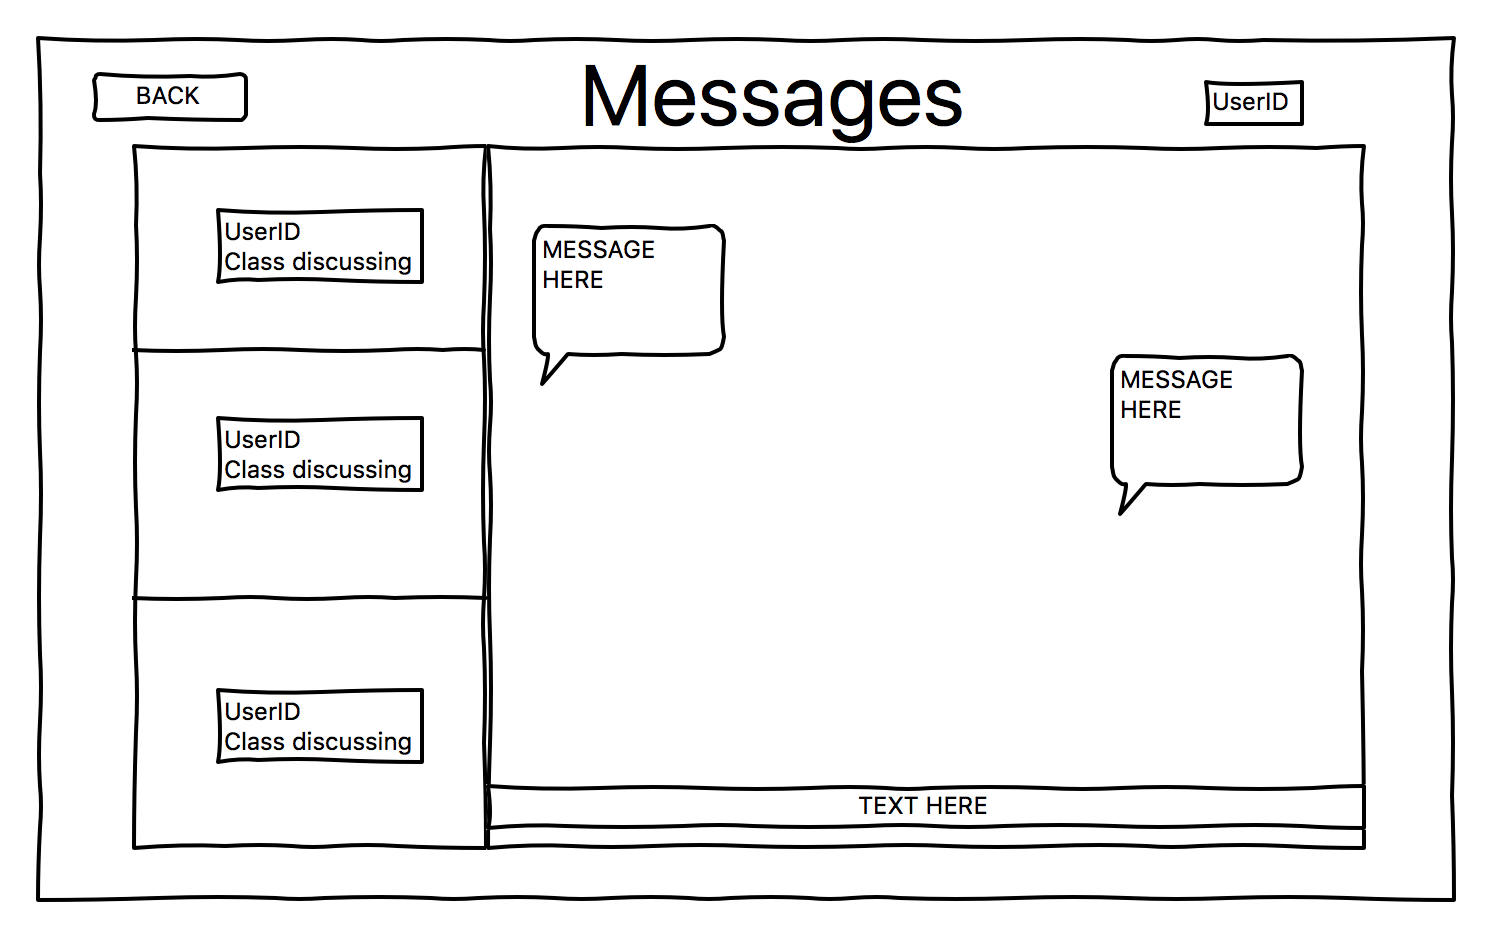 BACK
Messages
UserID
UserID
Class discussing
UserID
Class discussing
UserID
Class discussing
MESSAGE
HERE
MESSAGE
HERE
TEXT HERE